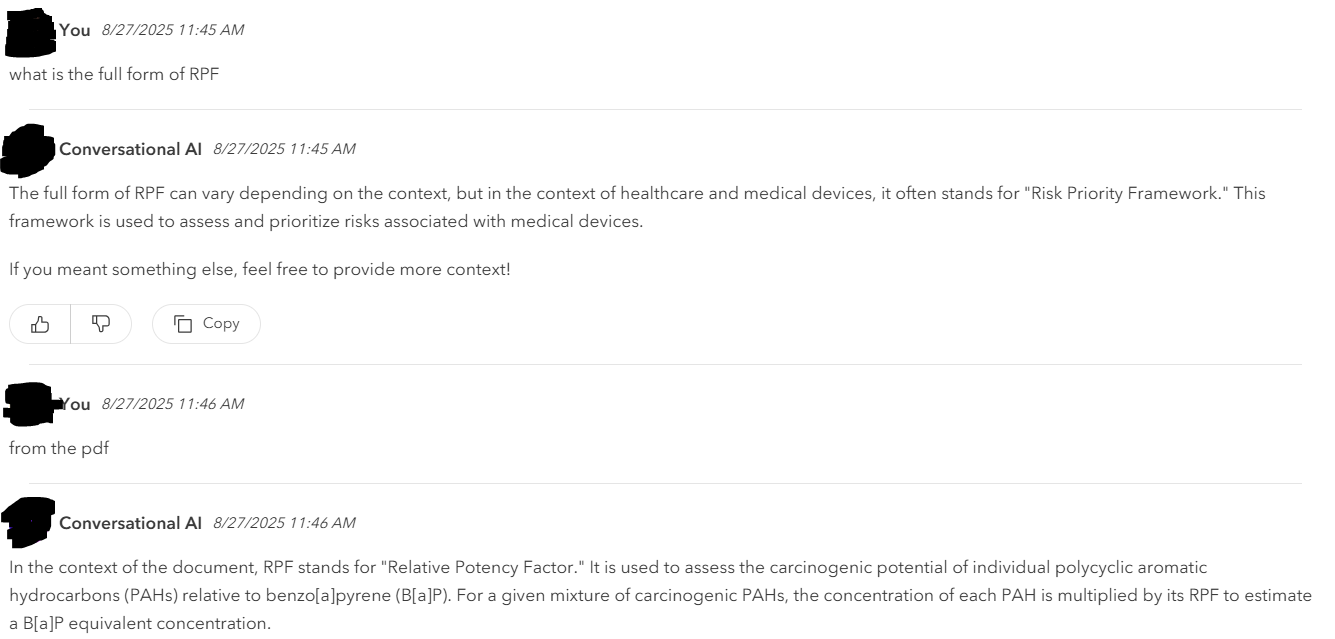 You 8/27/2025 11:45 AM
what is the full form of RPF
Conversational AI 8/27/2025 11:45 AM
The full form of RPF can vary depending on the context, but in the context of healthcare and medical devices, it often stands for "Risk Priority Framework." This
framework is used to assess and prioritize risks associated with medical devices.
If you meant something else, feel free to provide more context!
Copy
You 8/27/2025 11:46 AM
from the pdf
Conversational AI 8/27/2025 11:46 AM
In the context of the document, RPF stands for "Relative Potency Factor." It is used to assess the carcinogenic potential of individual polycyclic aromatic
hydrocarbons (PAHs) relative to benzo[a]pyrene (B[a]P). For a given mixture of carcinogenic PAHs, the concentration of each PAH is multiplied by its RPF to estimate
a B[a]P equivalent concentration.